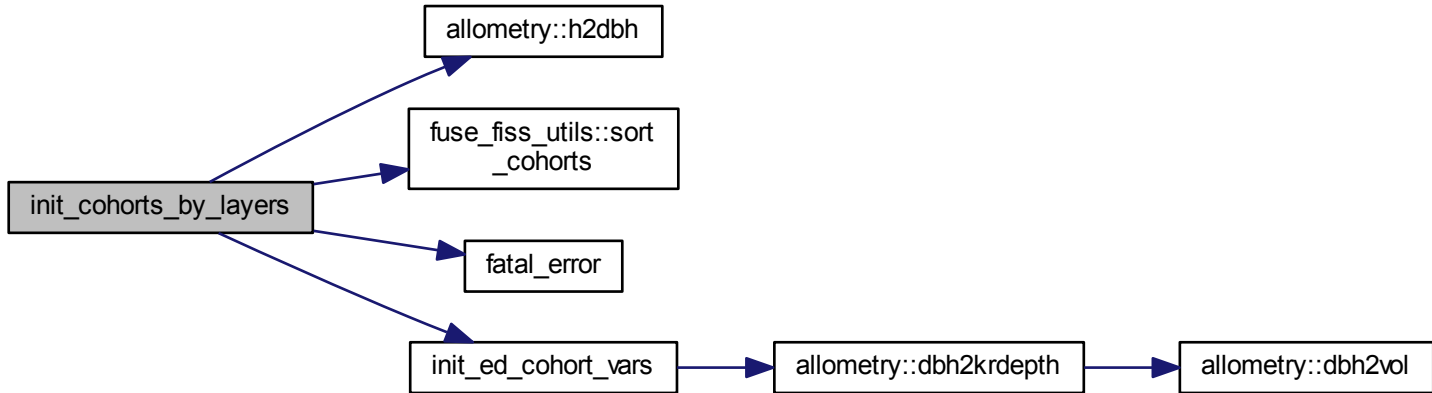 allometry::h2dbh
fuse_fiss_utils::sort
_cohorts
init_cohorts_by_layers
fatal_error
init_ed_cohort_vars
allometry::dbh2krdepth
allometry::dbh2vol